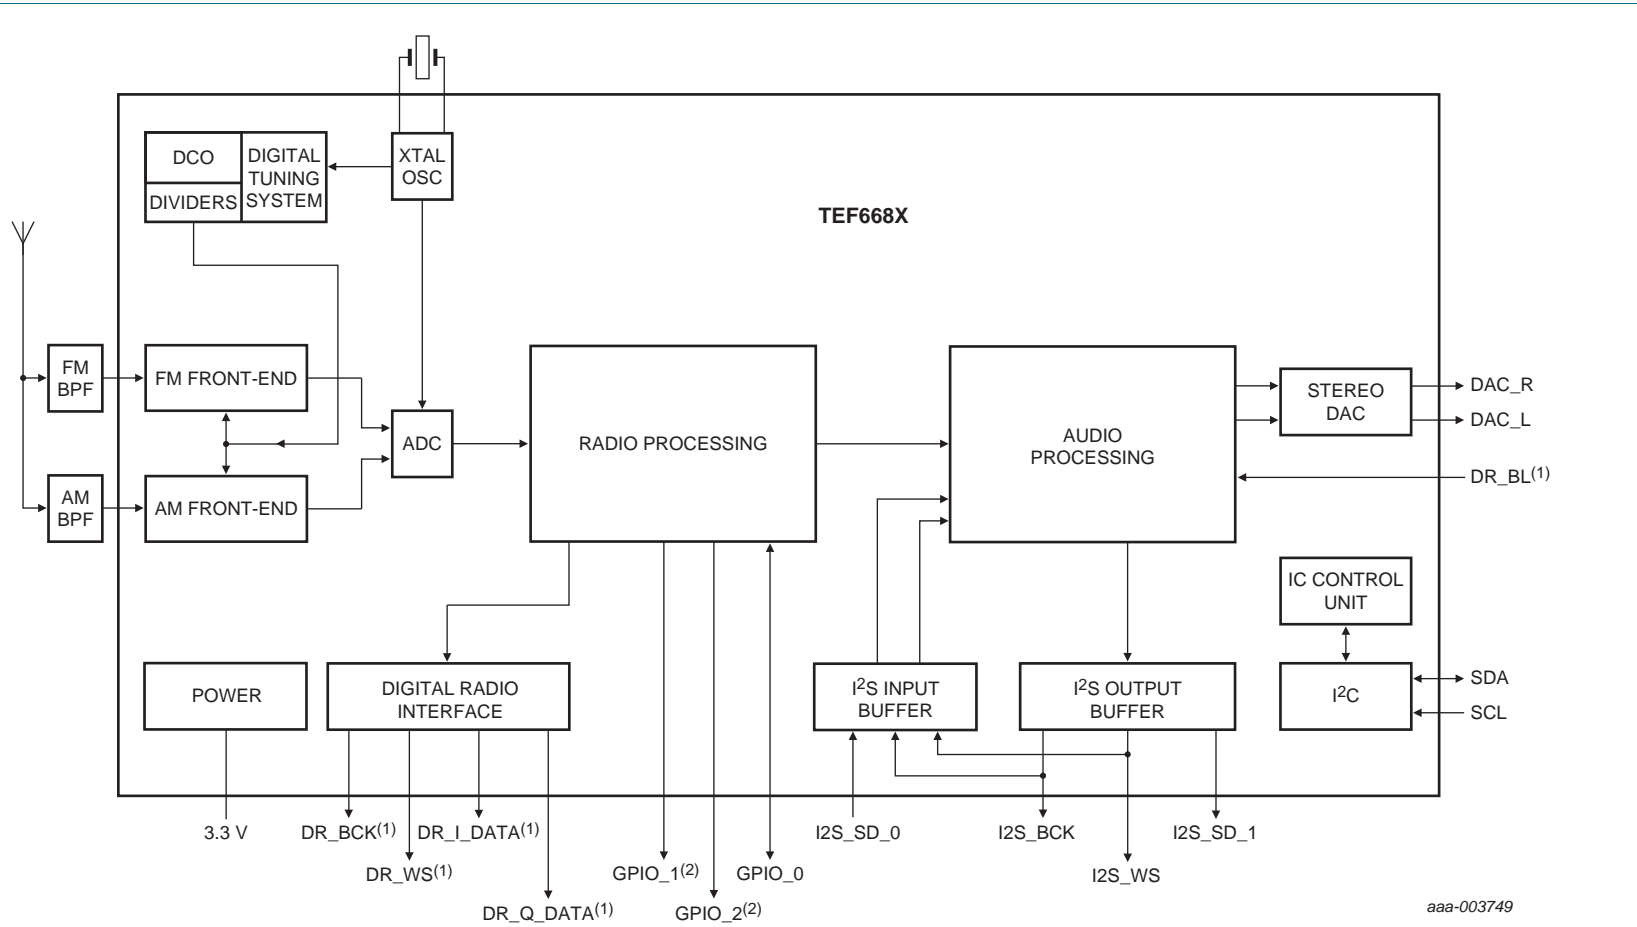 DCO
DIVIDERS
DIGITAL
TUNING
SYSTEM
XTAL
OSC
TEF668X
FM
BPF
FM FRONT-END
AM
BPF
AM FRONT-END
ADC
RADIO PROCESSING
AUDIO
PROCESSING
STEREO
DAC
DAC_R
DAC_L
DR_BL(1)
IC CONTROL
UNIT
POWER
DIGITAL RADIO
INTERFACE
I2S INPUT
BUFFER
I2S OUTPUT
BUFFER
I2C
SDA
SCL
3.3 V
DR_BCK(1)
DR_I_DATA(1)
I2S_SD_0
I2S_BCK
I2S_SD_1
DR_WS(1)
GPIO_1(2)
GPIO_0
I2S_WS
DR_Q_DATA(1)
GPIO_2(2)
aaa-003749